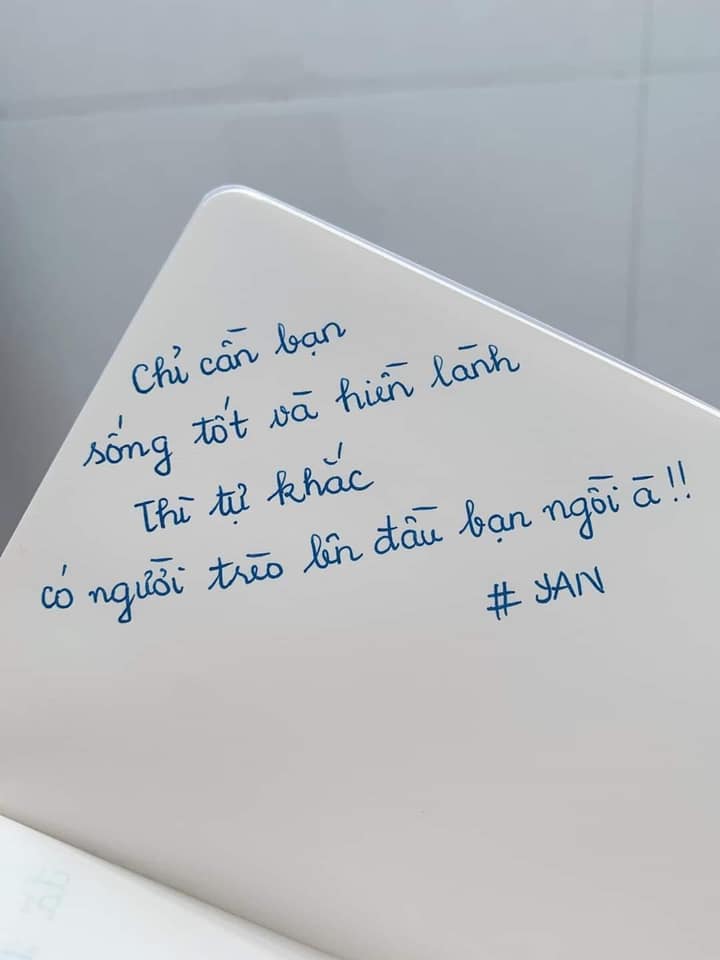 Chỉ cần bạn
sống tốt và hiền lành
Thì tự khắc
có người trèo lên đầu bạn ngồi à!!
# YAN